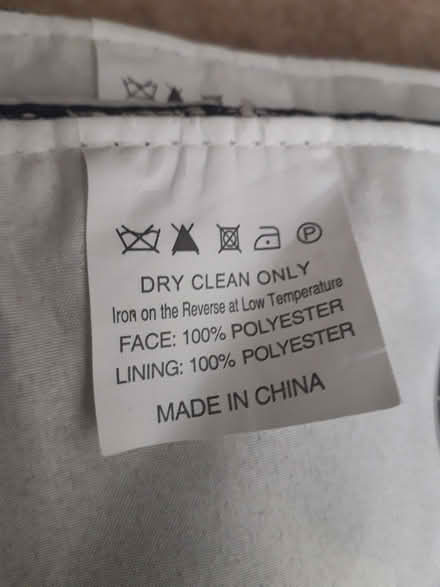 P
DRY CLEAN ONLY
Iron on the Reverse at Low Temperature
FACE: 100% POLYESTER
LINING: 100% POLYESTER
MADE IN CHINA